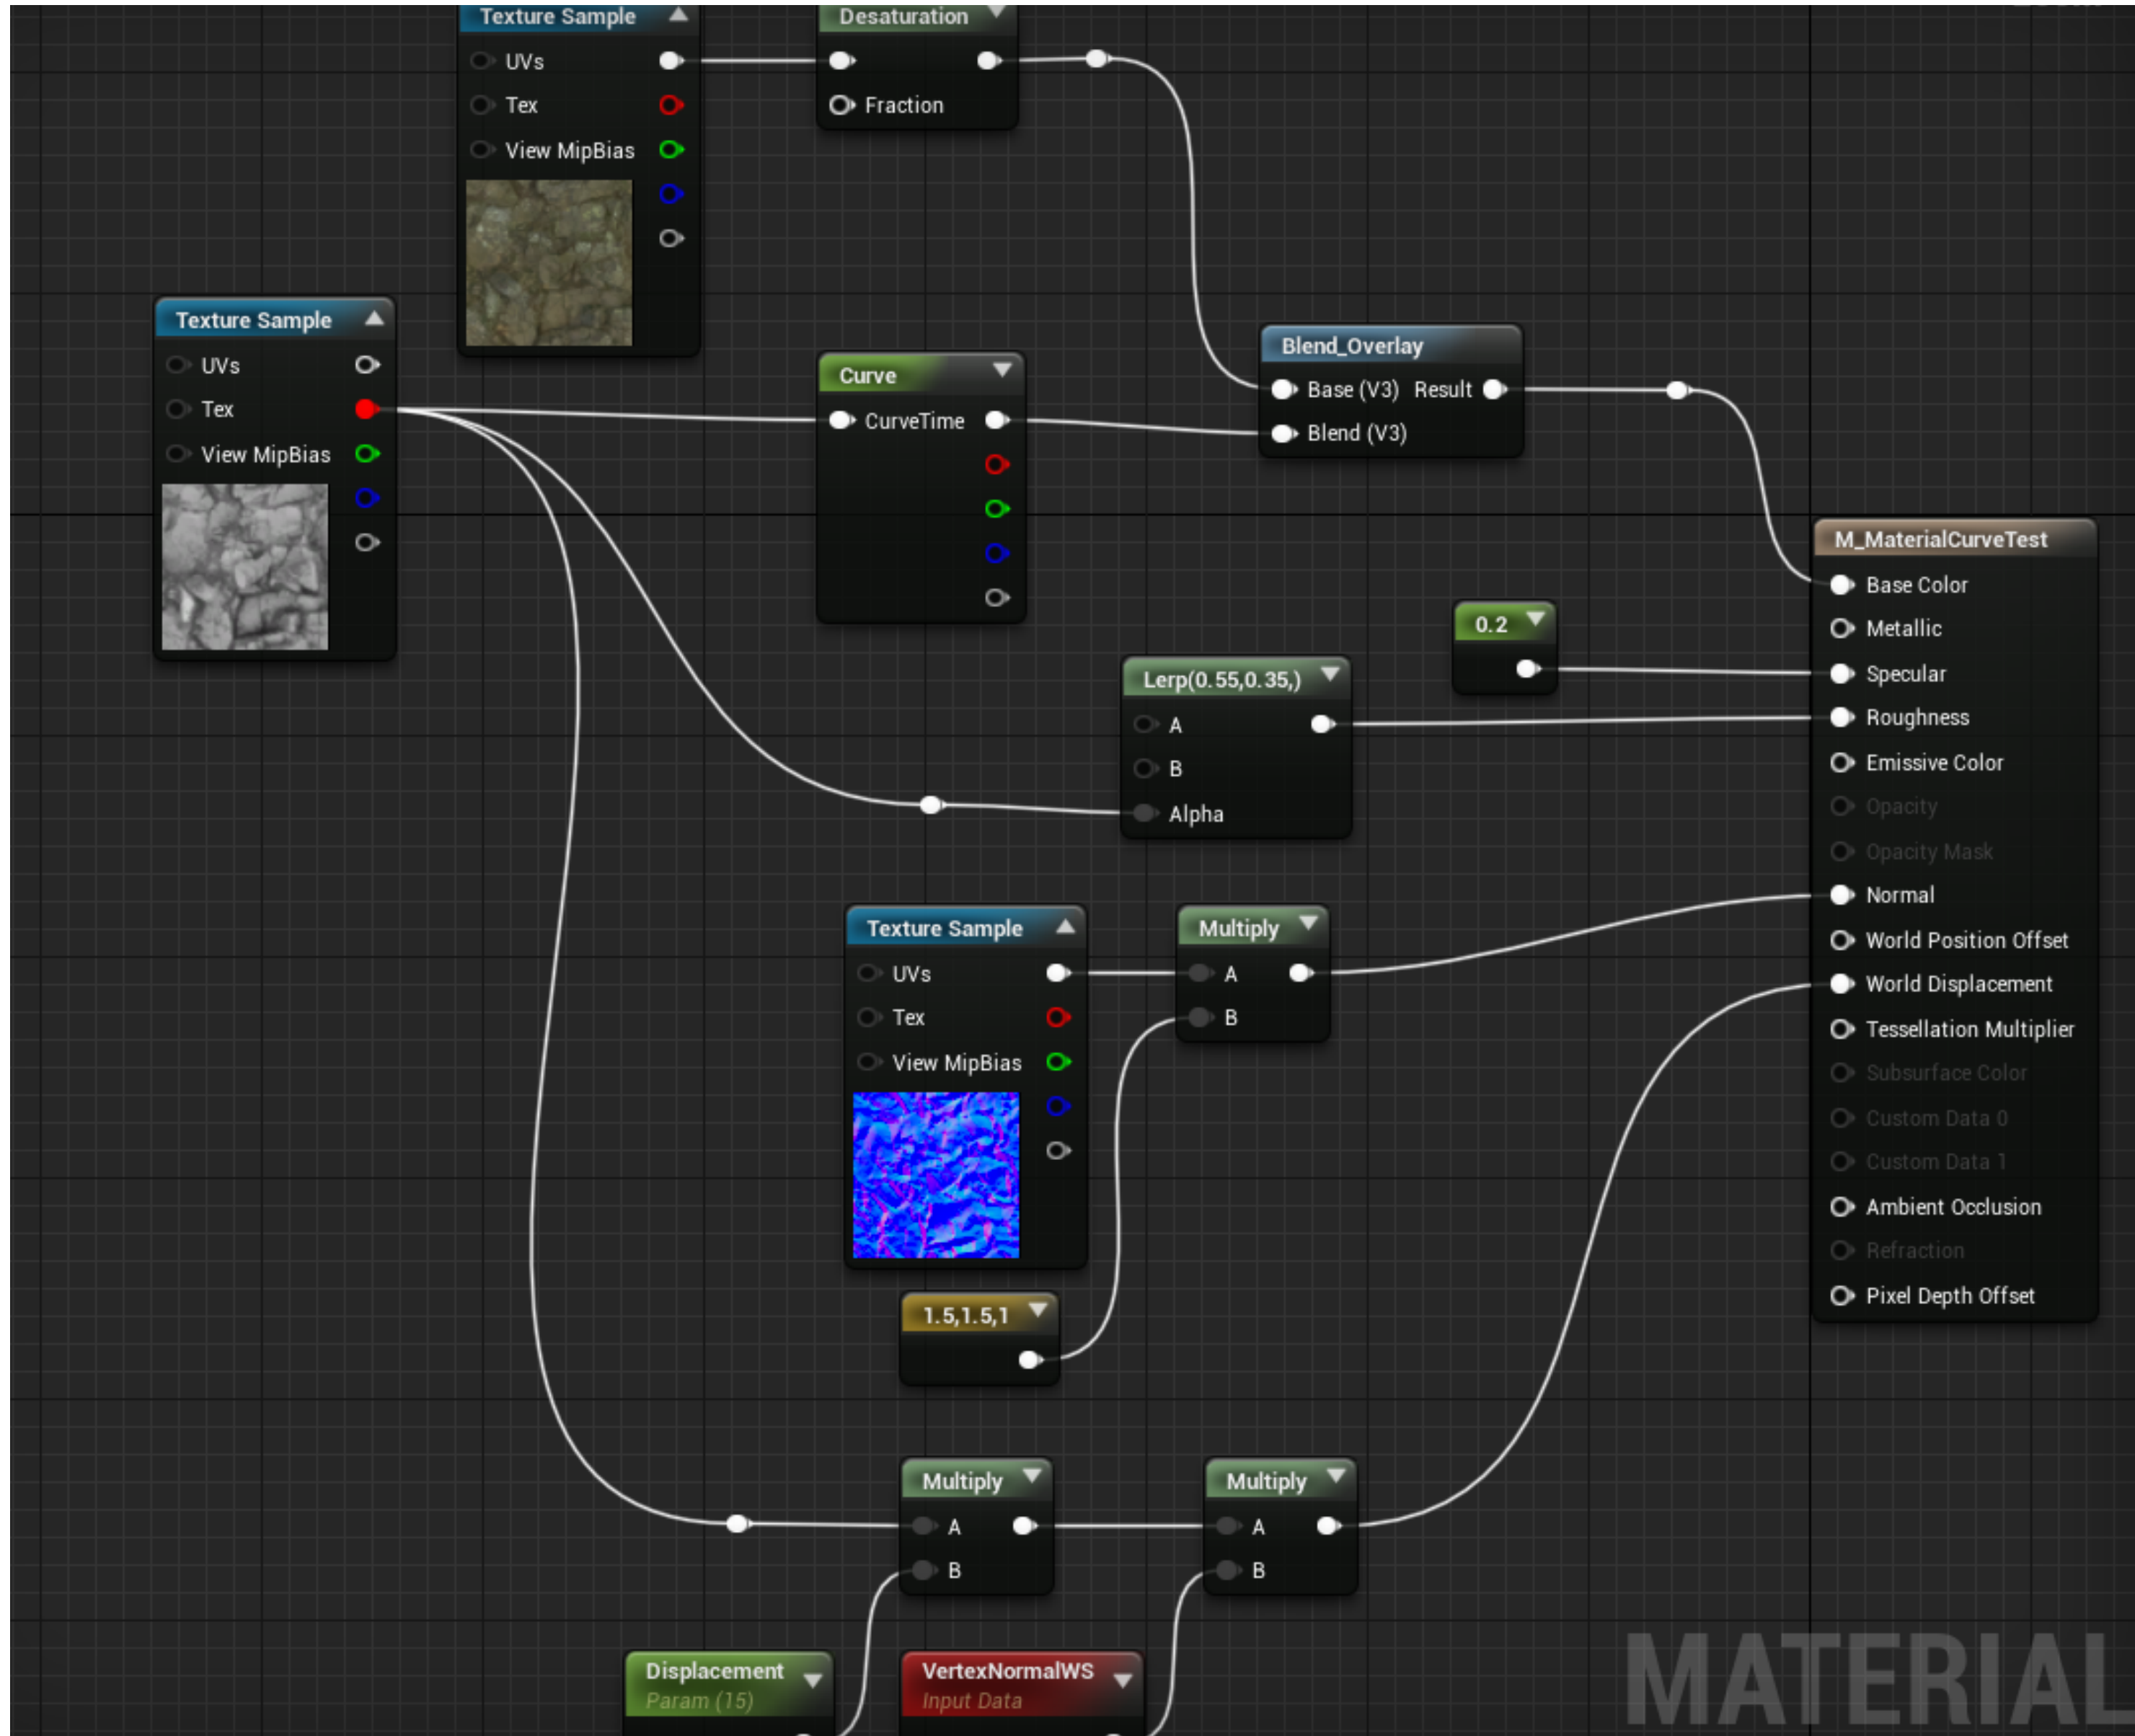 Texture Sample
UVs
Tex
View MipBias
Desaturation
Fraction
Texture Sample
UVs
Tex
View MipBias
Curve
CurveTime
Blend_Overlay
Base (V3) Result
Blend (V3)
M_MaterialCurveTest
Base Color
Metallic
Specular
Roughness
Emissive Color
Opacity
Opacity Mask
Normal
World Position Offset
World Displacement
Tessellation Multiplier
Subsurface Color
Custom Data 0
Custom Data 1
Ambient Occlusion
Refraction
Pixel Depth Offset
0.2
Lerp(0.55,0.35,)
A
B
Alpha
Texture Sample
UVs
Tex
View MipBias
Multiply
A
B
1.5,1.5,1
Multiply
A
B
Multiply
A
B
Displacement
Param (15)
VertexNormalWS
Input Data
MATERIAL